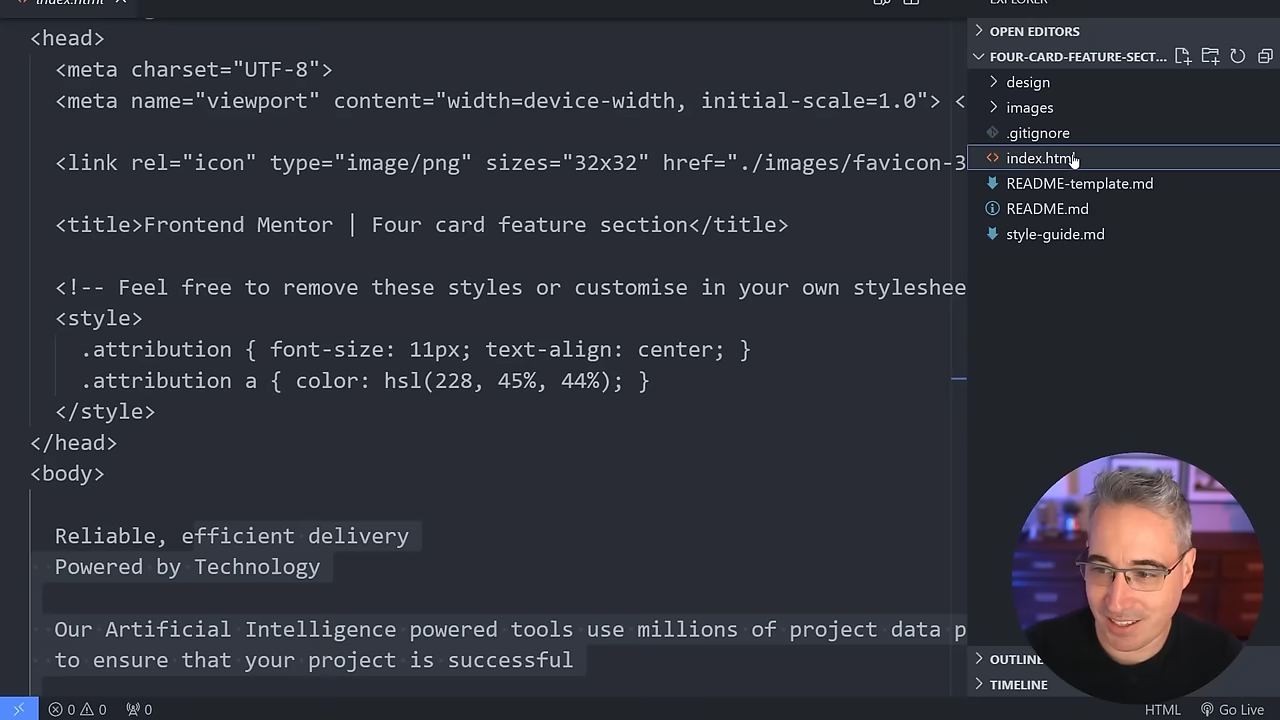 index.html
EXPLORER
<head>
<meta charset="UTF-8">
<meta name="viewport" content="width=device-width, initial-scale=1.0"> <
<link rel="icon" type="image/png" sizes="32x32" href="./images/favicon-3
<title>Frontend Mentor | Four card feature section</title>
<!-- Feel free to remove these styles or customise in your own styleshee
<style>
.attribution { font-size: 11px; text-align: center; }
.attribution a { color: hsl(228, 45%, 44%); }
</style>
</head>
<body>
Reliable, efficient delivery
Powered by Technology
Our Artificial Intelligence powered tools use millions of project data p
to ensure that your project is successful
OPEN EDITORS
FOUR-CARD-FEATURE-SECT...
design
images
.gitignore
index.html
README-template.md
README.md
style-guide.md
OUTLINE
TIMELINE
0 0 0
HTML Go Live